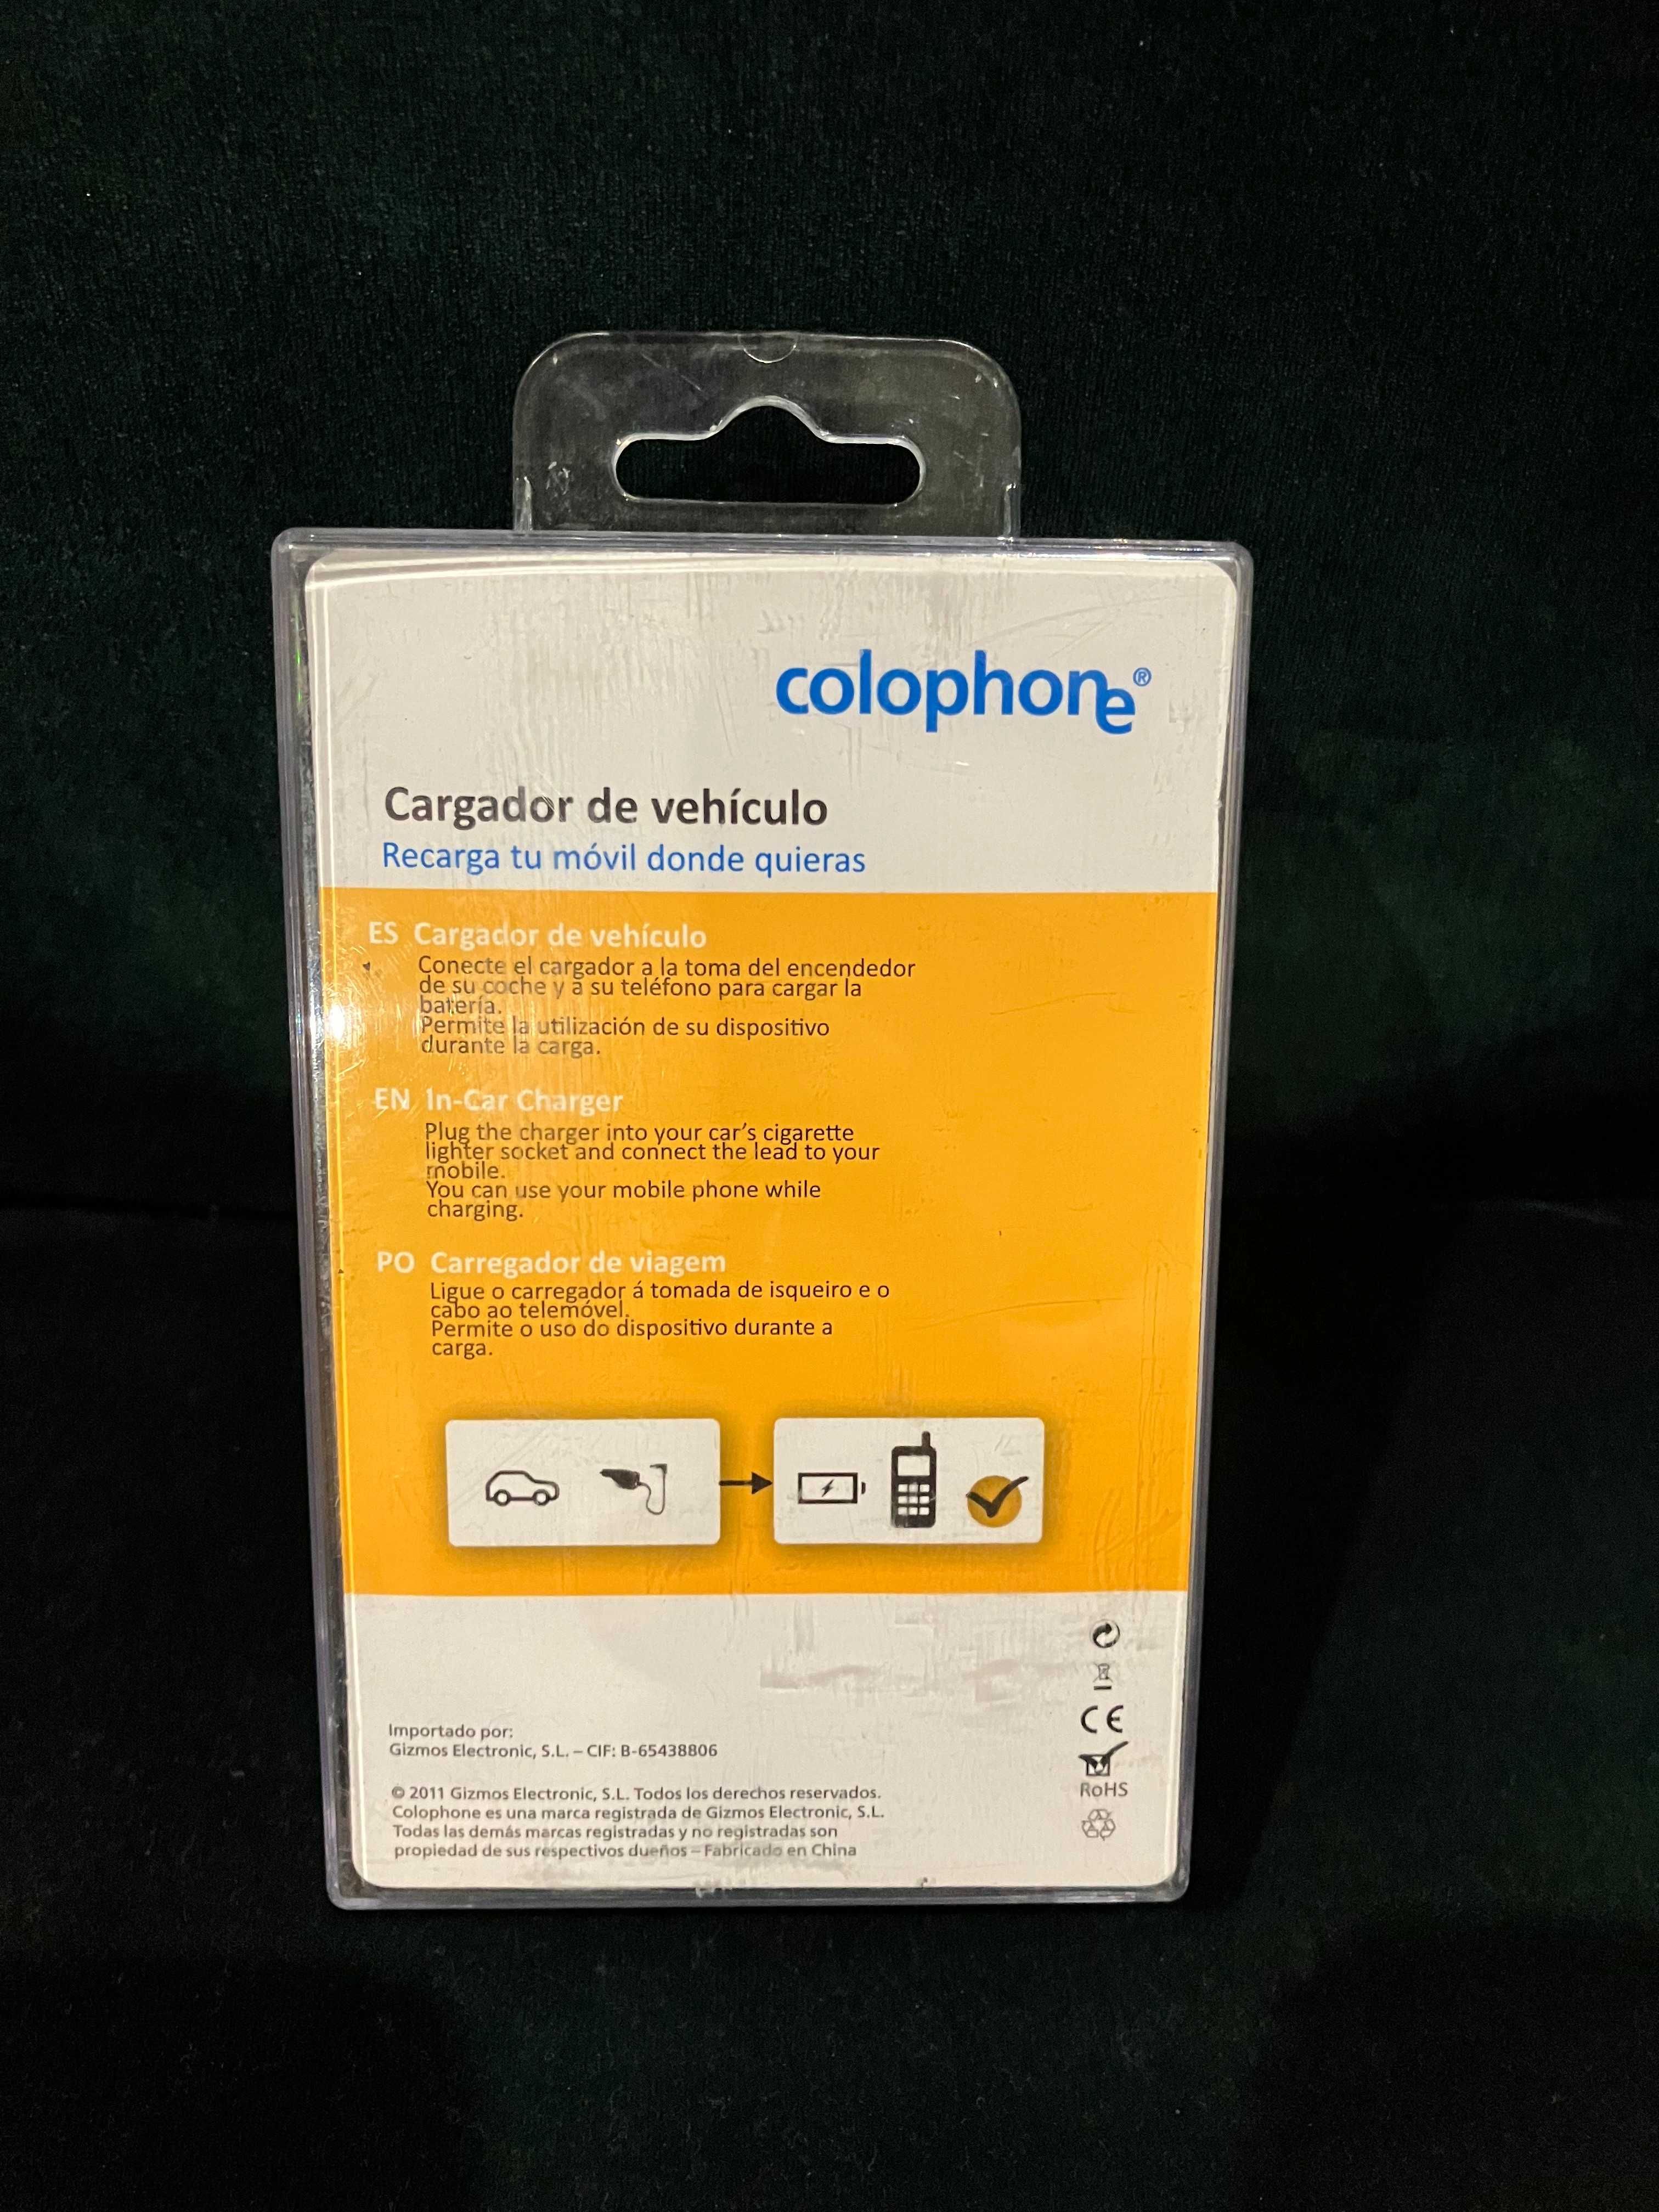 colophone®
Cargador de vehículo
Recarga tu móvil donde quieras
ES Cargador de vehículo
Conecte el cargador a la toma del encendedor
de su coche y a su teléfono para cargar la
batería.
Permite la utilización de su dispositivo
durante la carga.
EN In-Car Charger
Plug the charger into your car's cigarette
lighter socket and connect the lead to your
mobile.
You can use your mobile phone while
charging.
PO Carregador de viagem
Ligue o carregador á tomada de isqueiro e o
cabo ao telemóvel.
Permite o uso do dispositivo durante a
carga.
CE
RoHS
Importado por:
Gizmos Electronic, S.L. – CIF: B-65438806
© 2011 Gizmos Electronic, S.L. Todos los derechos reservados.
Colophone es una marca registrada de Gizmos Electronic, S.L.
Todas las demás marcas registradas y no registradas son
propiedad de sus respectivos dueños – Fabricado en China